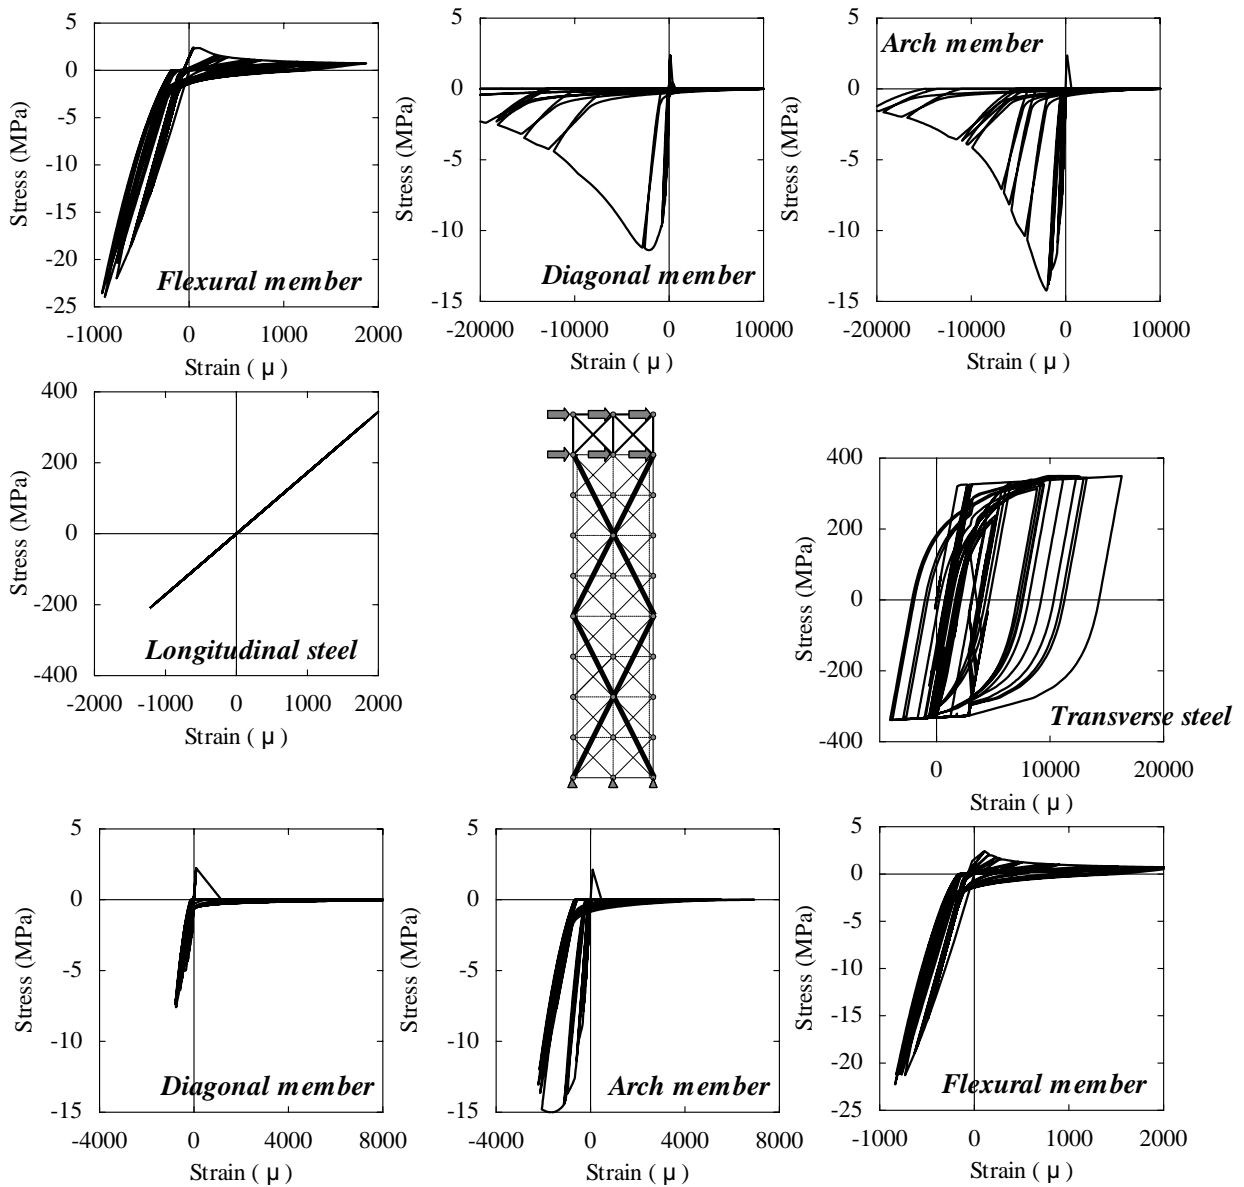 5
0
-5
-10
-15
-20
-25
Stress (MPa)
Flexural member
-1000 0 1000 2000
Strain ( μ )
5
0
-5
-10
-15
Stress (MPa)
Diagonal member
-20000 -10000 0 10000
Strain ( μ )
5
0
-5
-10
-15
Stress (MPa)
Arch member
-20000 -10000 0 10000
Strain ( μ )
400
200
0
-200
-400
Stress (MPa)
Longitudinal steel
-2000 -1000 0 1000 2000
Strain ( μ )
400
200
0
-200
-400
Stress (MPa)
Transverse steel
0 10000 20000
Strain ( μ )
5
0
-5
-10
-15
Stress (MPa)
Diagonal member
-4000 0 4000 8000
Strain ( μ )
5
0
-5
-10
-15
Stress (MPa)
Arch member
-4000 0 4000 8000
Strain ( μ )
5
0
-5
-10
-15
-20
-25
Stress (MPa)
Flexural member
-1000 0 1000 2000
Strain ( μ )